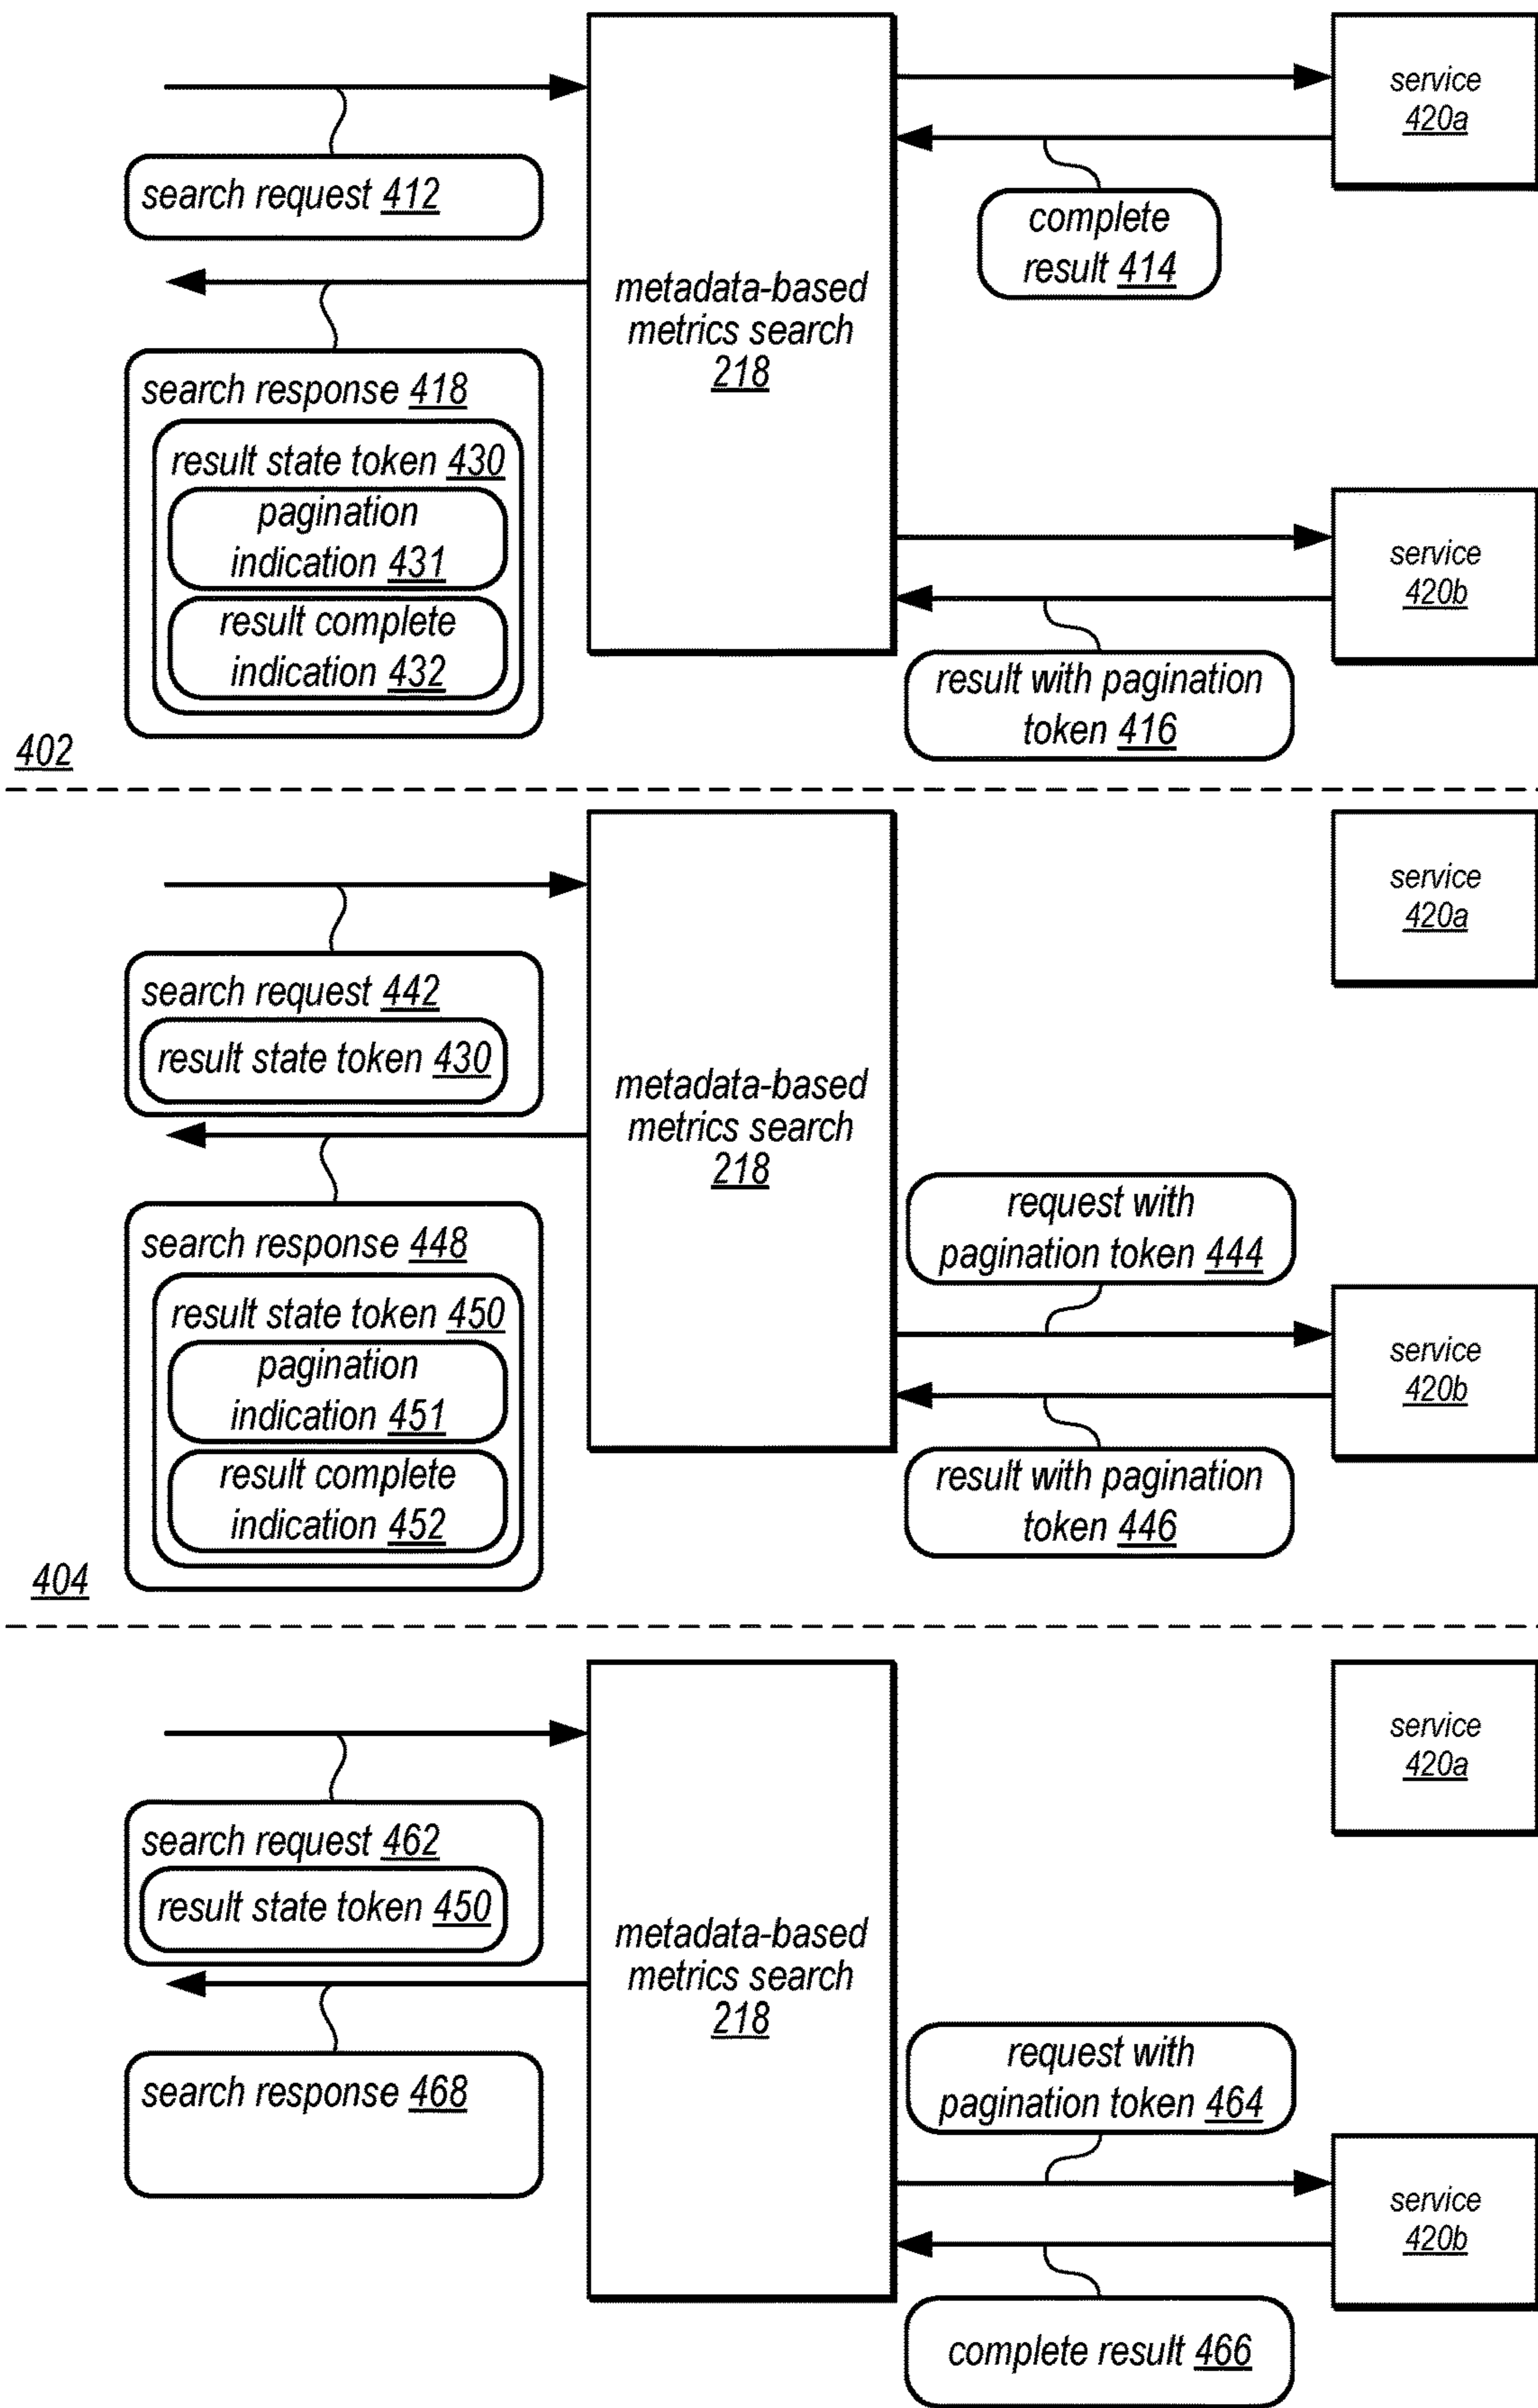 search request 412
search response 418
result state token 430
pagination
indication 431
result complete
indication 432
metadata-based
metrics search
218
service
420a
complete
result 414
service
420b
result with pagination
token 416
402
search request 442
result state token 430
search response 448
result state token 450
pagination
indication 451
result complete
indication 452
metadata-based
metrics search
218
service
420a
request with
pagination token 444
service
420b
result with pagination
token 446
404
search request 462
result state token 450
search response 468
metadata-based
metrics search
218
service
420a
request with
pagination token 464
service
420b
complete result 466